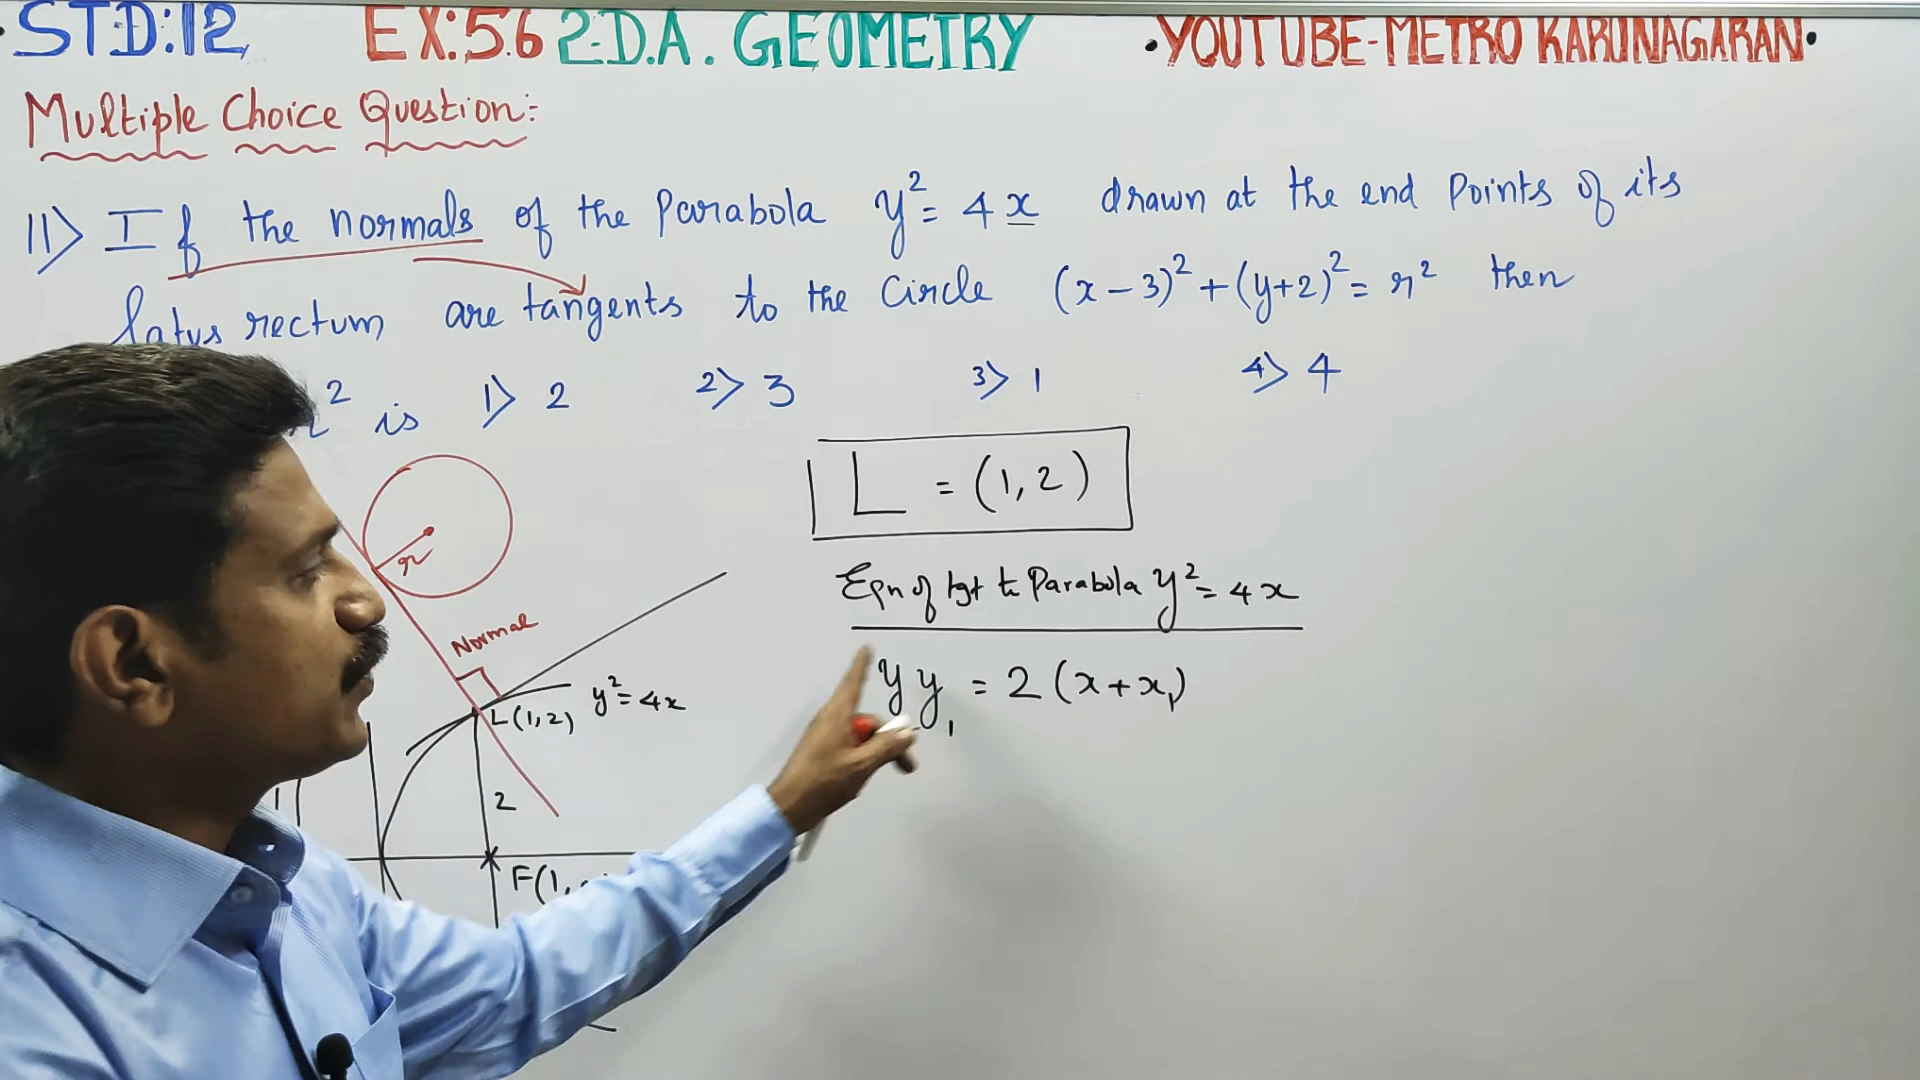 STD:12 EX:5.6 2-D.A. GEOMETRY •YOUTUBE-METRO KARUNAGARAN•
Multiple Choice Question:-
11> If the normals of the Parabola y²=4x drawn at the end Points of its
latus rectum are tangents to the Circle (x-3)²+(y+2)²=r² then
r² is 1> 2 2> 3 3> 1 4> 4
L = (1,2)
r
Eqn of tgt to Parabola y²=4x
Normal
yy₁ = 2(x+x₁)
L(1,2) y²=4x
2
F(1,